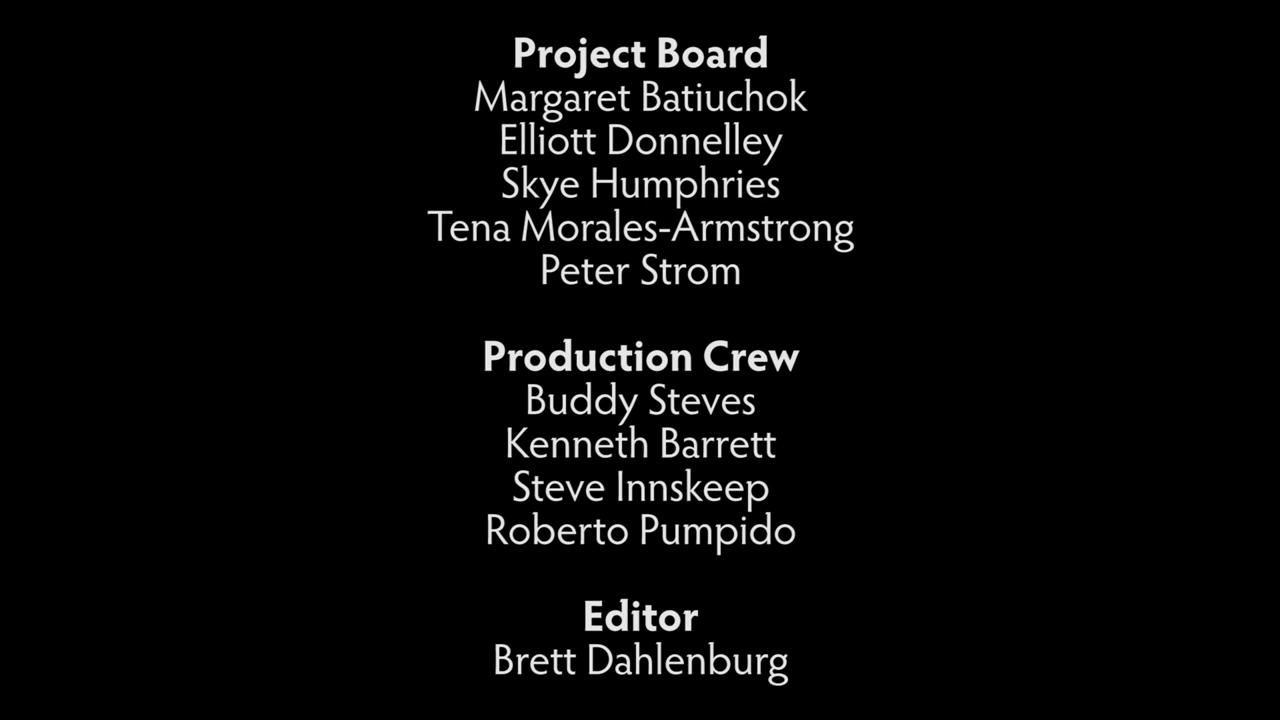 Project Board
Margaret Batiuchok
Elliott Donnelley
Skye Humphries
Tena Morales-Armstrong
Peter Strom
Production Crew
Buddy Steves
Kenneth Barrett
Steve Innskeep
Roberto Pumpido
Editor
Brett Dahlenburg